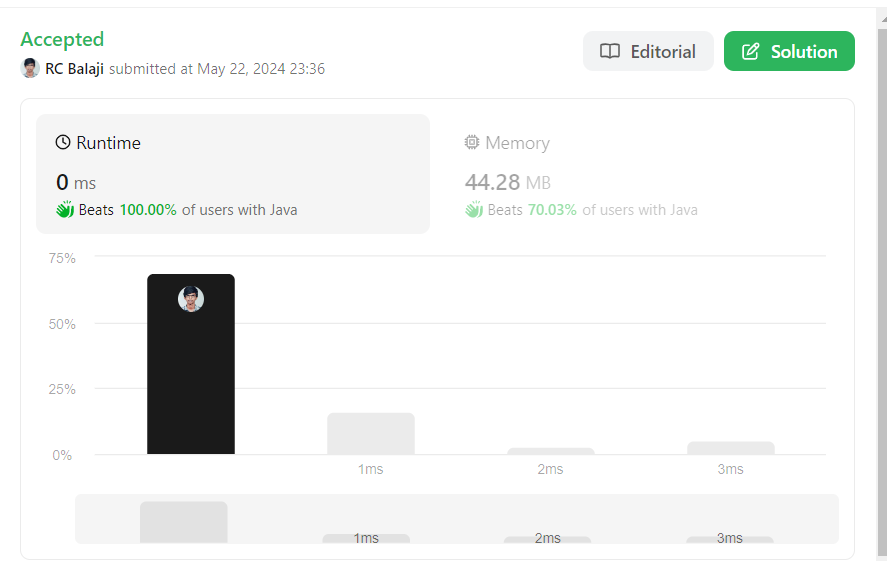 Accepted
Editorial
Solution
RC Balaji submitted at May 22, 2024 23:36
Runtime
Memory
0 ms
44.28 MB
Beats 100.00% of users with Java
Beats 70.03% of users with Java
75%
50%
25%
0%
1ms 2ms 3ms
1ms 2ms 3ms